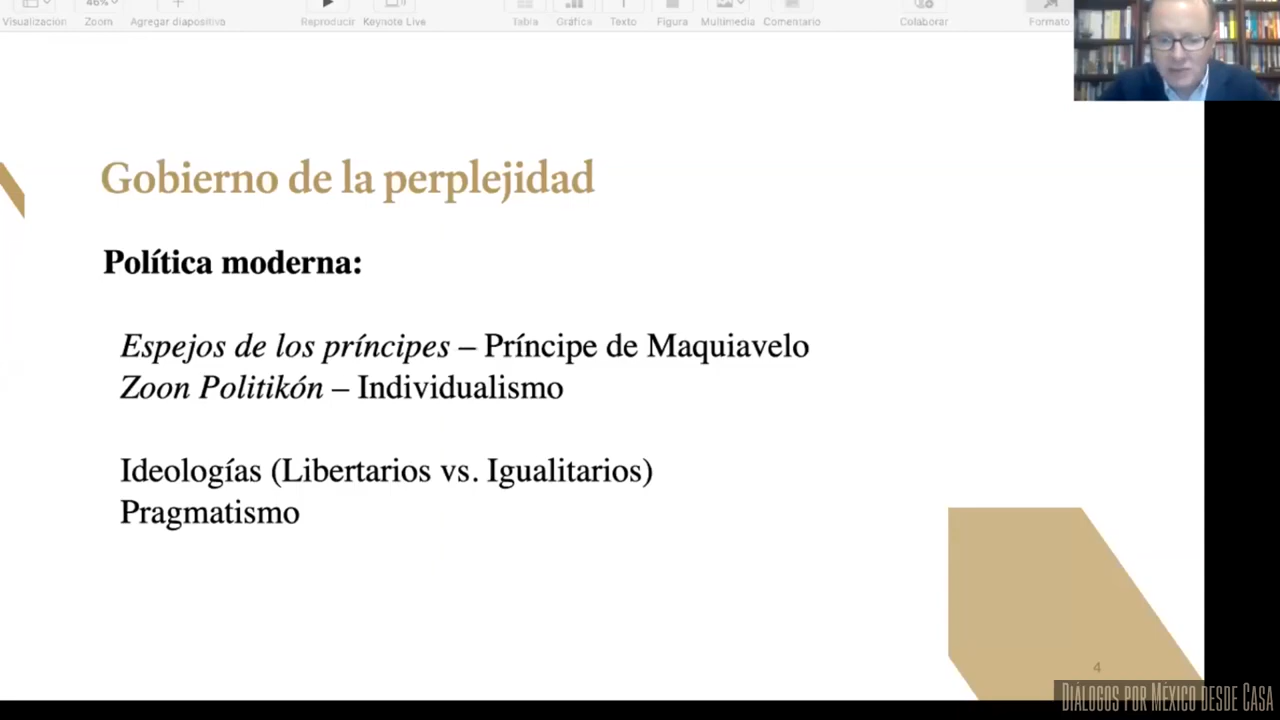 46%
Visualización Zoom Agregar diapositiva Reproducir Keynote Live Tabla Gráfica Texto Figura Multimedia Comentario Colaborar Formato
Gobierno de la perplejidad
Política moderna:
Espejos de los príncipes – Príncipe de Maquiavelo
Zoon Politikón – Individualismo
Ideologías (Libertarios vs. Igualitarios)
Pragmatismo
4
Diálogos por México desde Casa